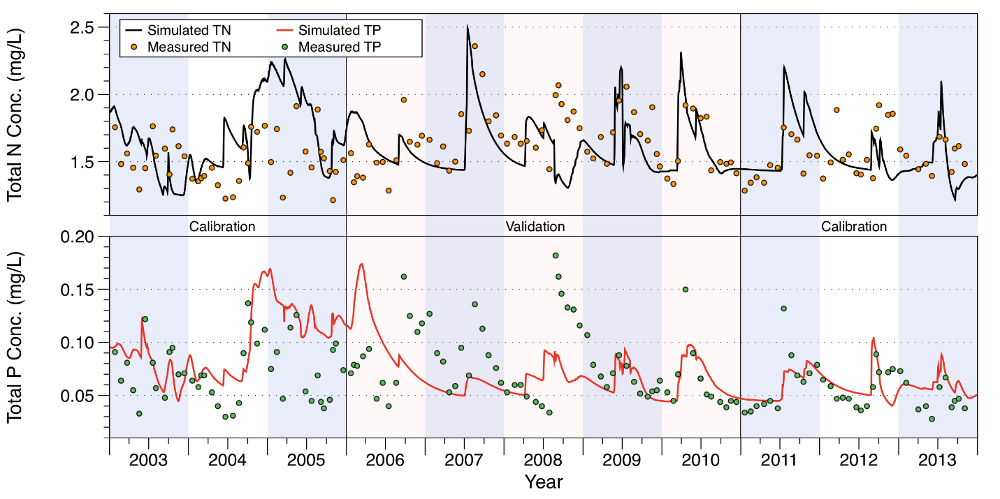 Total N Conc. (mg/L)
2.5
2.0
1.5
Simulated TN
Simulated TP
Measured TN
Measured TP
Calibration
Validation
Calibration
Total P Conc. (mg/L)
0.20
0.15
0.10
0.05
2003 2004 2005 2006 2007 2008 2009 2010 2011 2012 2013
Year